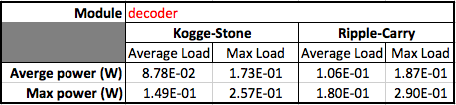 Module decoder
Kogge-Stone Ripple-Carry
Average Load Max Load Average Load Max Load
Averge power (W) 8.78E-02 1.73E-01 1.06E-01 1.87E-01
Max power (W) 1.49E-01 2.57E-01 1.80E-01 2.90E-01